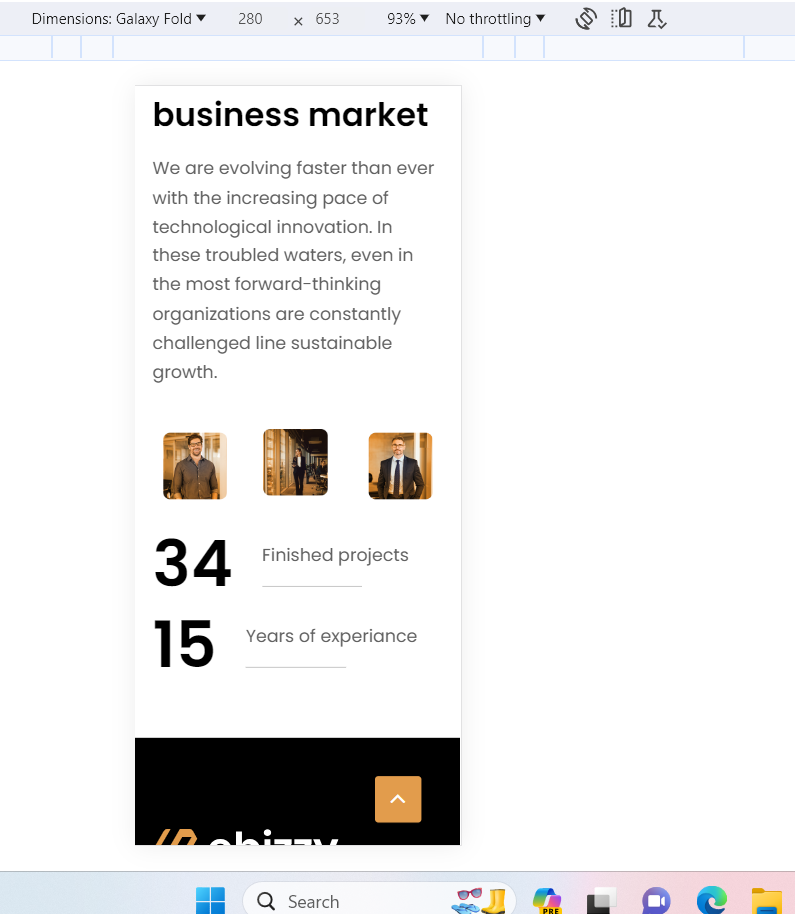 Dimensions: Galaxy Fold 280 × 653 93% No throttling
business market
We are evolving faster than ever
with the increasing pace of
technological innovation. In
these troubled waters, even in
the most forward-thinking
organizations are constantly
challenged line sustainable
growth.
34 Finished projects
15 Years of experiance
Search
PRE